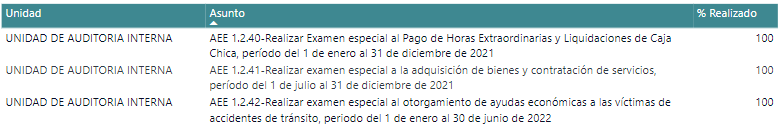 Unidad Asunto % Realizado
UNIDAD DE AUDITORIA INTERNA AEE 1.2.40-Realizar Examen especial al Pago de Horas Extraordinarias y Liquidaciones de Caja 100
Chica, período del 1 de enero al 31 de diciembre de 2021
UNIDAD DE AUDITORIA INTERNA AEE 1.2.41-Realizar examen especial a la adquisición de bienes y contratación de servicios, 100
período del 1 de julio al 31 de diciembre de 2021
UNIDAD DE AUDITORIA INTERNA AEE 1.2.42-Realizar examen especial al otorgamiento de ayudas económicas a las víctimas de 100
accidentes de tránsito, periodo del 1 de enero al 30 de junio de 2022